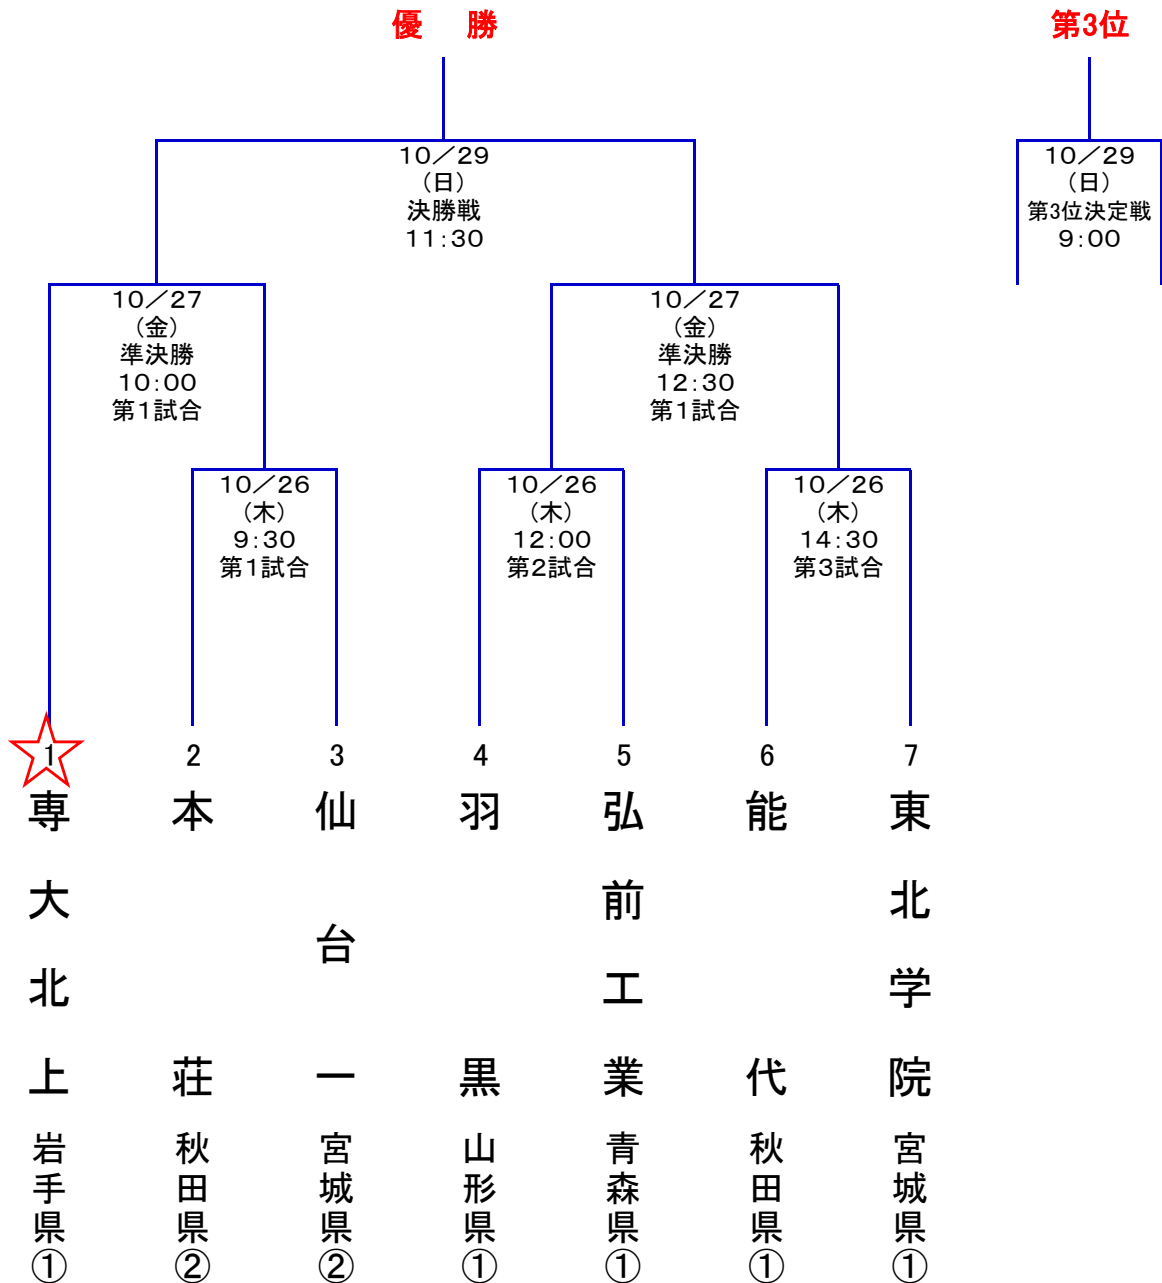 優　勝
第3位
10／29
（日）
決勝戦
11:30
10／29
（日）
第3位決定戦
9:00
10／27
（金）
準決勝
10:00
第1試合
10／27
（金）
準決勝
12:30
第1試合
10／26
（木）
9:30
第1試合
10／26
（木）
12:00
第2試合
10／26
（木）
14:30
第3試合
1
専大北上
岩手県①
2
本荘
秋田県②
3
仙台一
宮城県②
4
羽黒
山形県①
5
弘前工業
青森県①
6
能代
秋田県①
7
東北学院
宮城県①